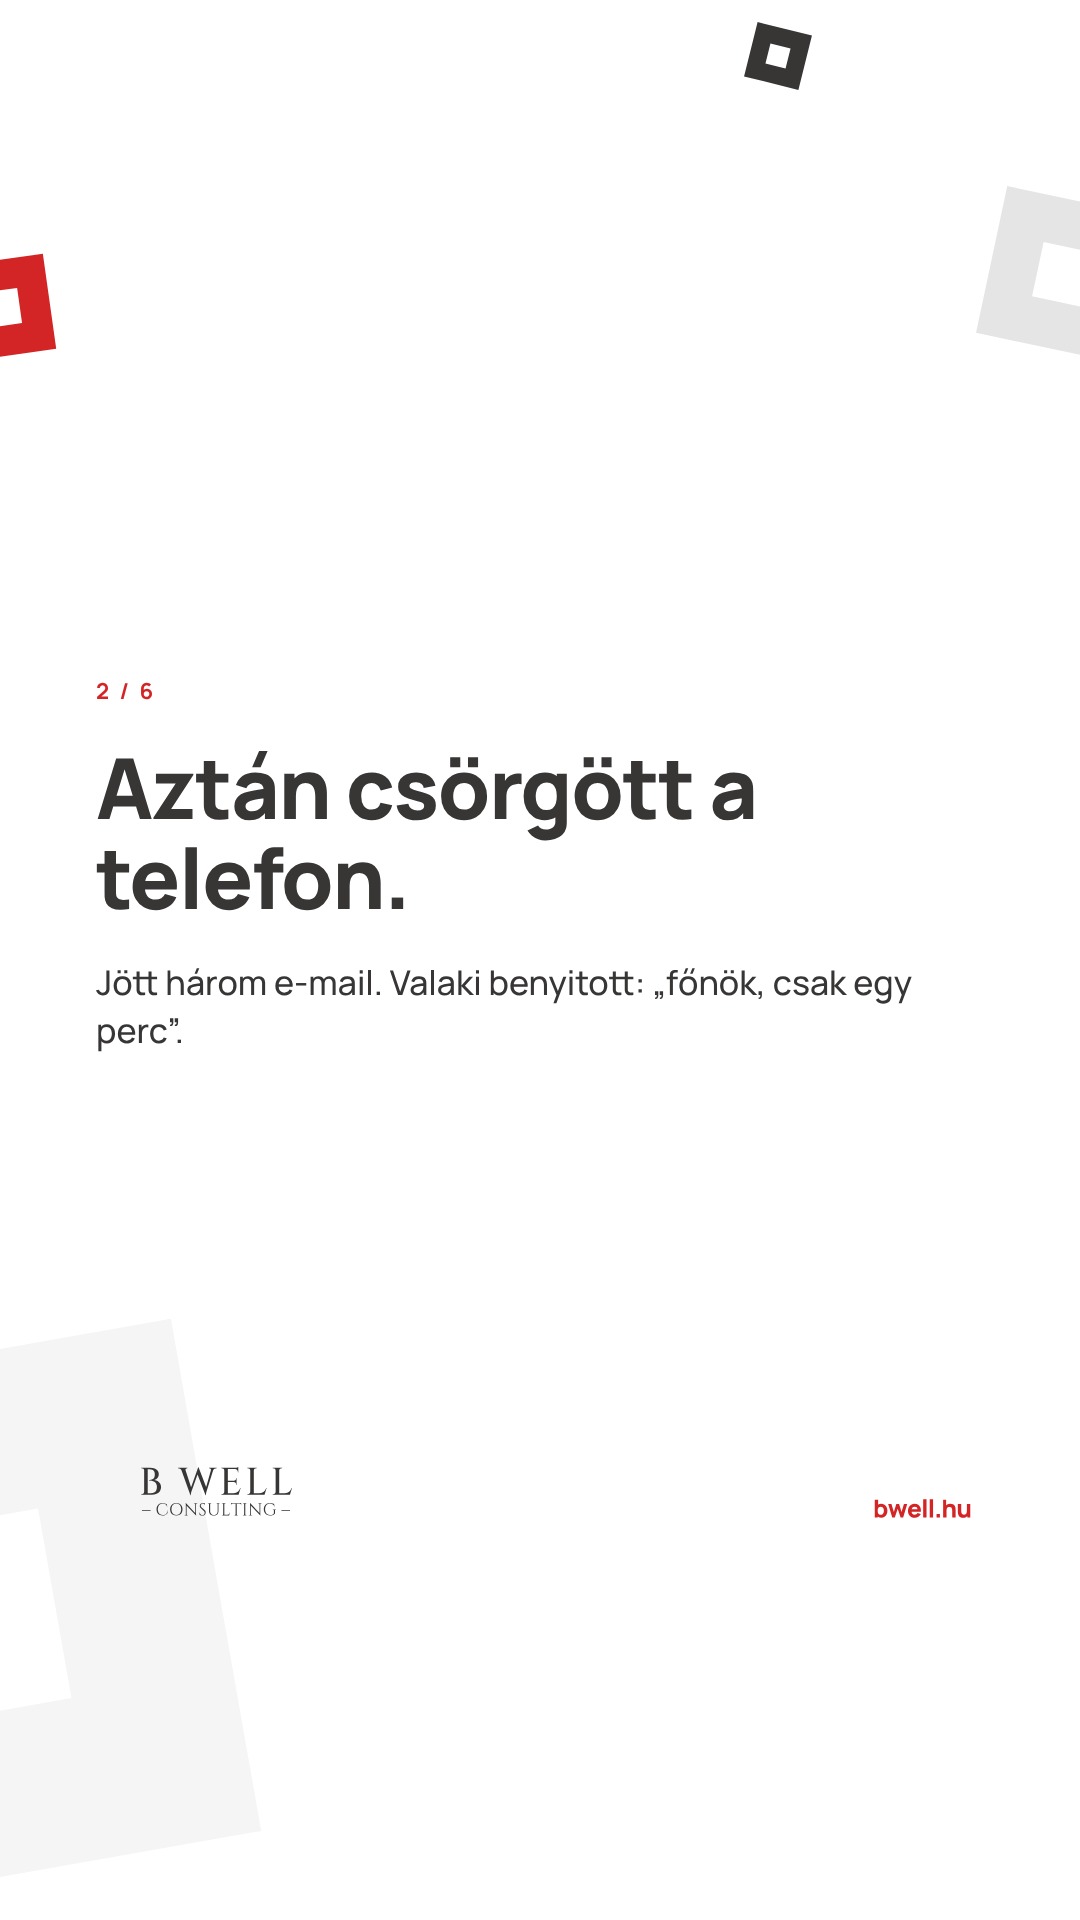 2 / 6
Aztán csörgött a
telefon.
Jött három e-mail. Valaki benyitott: „főnök, csak egy
perc”.
B WELL
– CONSULTING –
bwell.hu